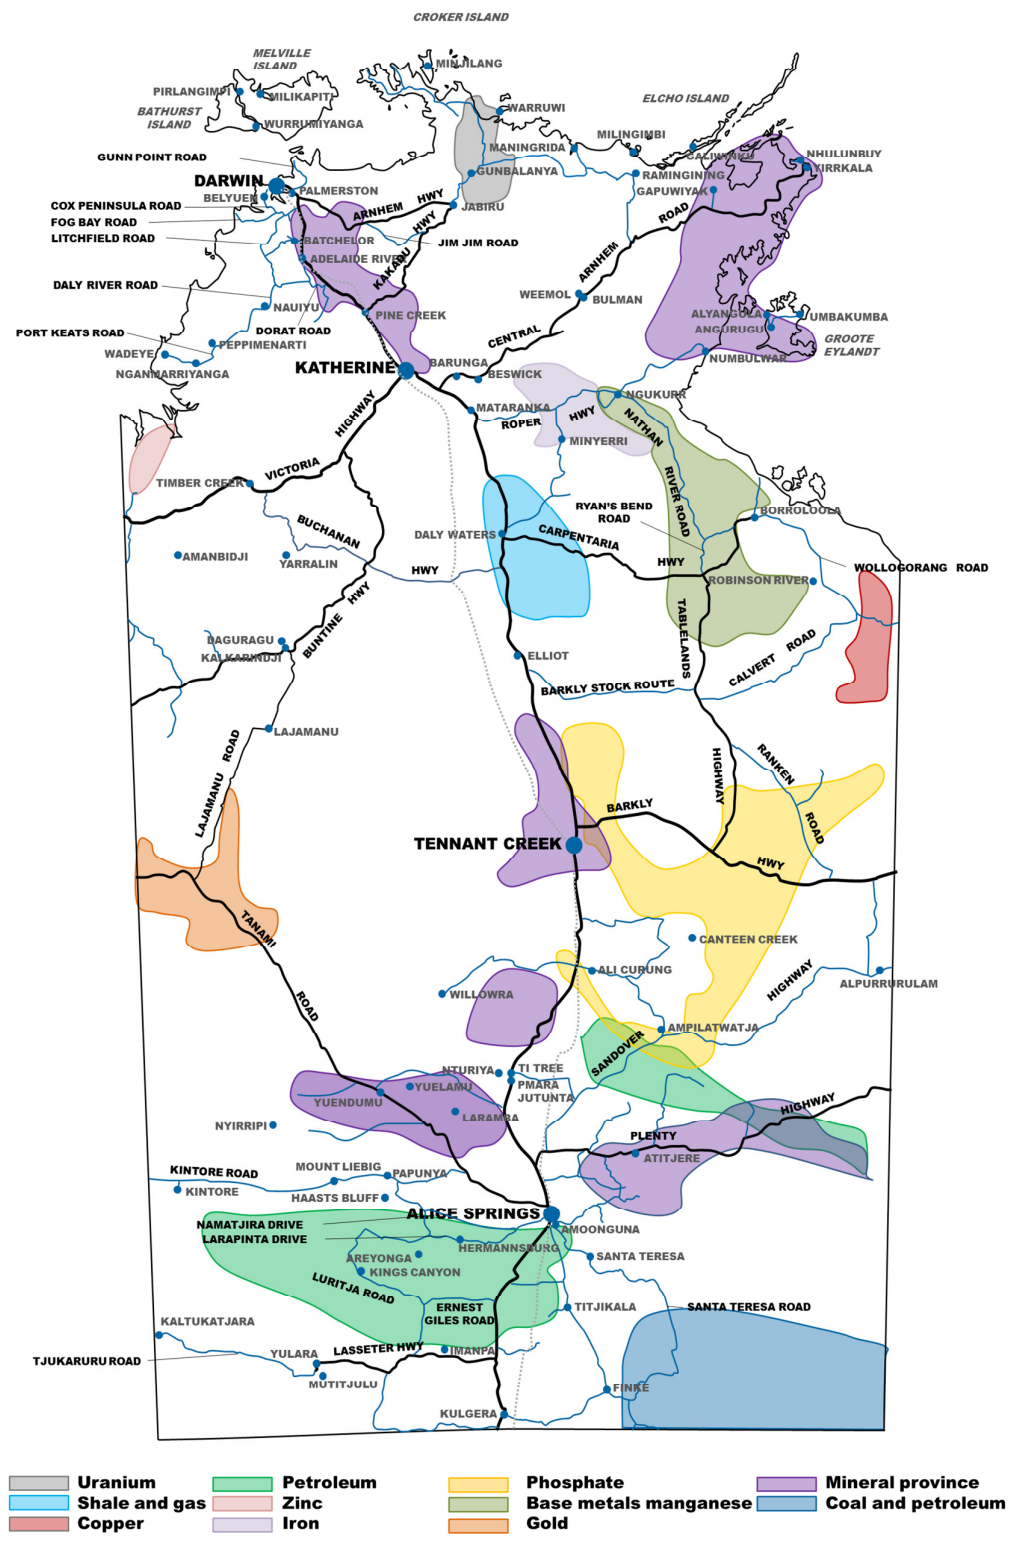 CROKER ISLAND
MELVILLE
ISLAND
MINJILANG
PIRLANGIMPI
MILIKAPITI
ELCHO ISLAND
BATHURST
ISLAND
WARRUWI
WURRUMIYANGA
MILINGIMBI
MANINGRIDA
GALIWINKU
NHULUNBUY
YIRRKALA
GUNN POINT ROAD
GUNBALANYA
RAMINGINING
GAPUWIYAK
DARWIN
PALMERSTON
BELYUEN
COX PENINSULA ROAD
ARNHEM HWY
JABIRU
FOG BAY ROAD
LITCHFIELD ROAD
BATCHELOR
JIM JIM ROAD
ADELAIDE RIVER
KAKADU HWY
ARNHEM ROAD
DALY RIVER ROAD
WEEMOL
BULMAN
NAUIYU
PINE CREEK
ALYANGULA
UMBAKUMBA
ANGURUGU
GROOTE
EYLANDT
PORT KEATS ROAD
DORAT ROAD
CENTRAL
WADEYE
PEPPIMENARTI
NUMBULWAR
NGANMARRIYANGA
KATHERINE
BARUNGA
BESWICK
NGUKURR
MATARANKA
ROPER HWY
NATHAN
RIVER ROAD
MINYERRI
HIGHWAY
VICTORIA
TIMBER CREEK
RYAN'S BEND
ROAD
BORROLOOLA
BUCHANAN
HWY
DALY WATERS
CARPENTARIA
HWY
AMANBIDJI
YARRALIN
WOLLOGORANG ROAD
ROBINSON RIVER
BUNTINE HWY
DAGURAGU
KALKARINDJI
TABLELANDS
ELLIOT
CALVERT ROAD
BARKLY STOCK ROUTE
LAJAMANU
LAJAMANU ROAD
HIGHWAY
RANKEN
ROAD
BARKLY
TENNANT CREEK
HWY
TANAMI
CANTEEN CREEK
ALI CURUNG
HIGHWAY
ALPURRURULAM
WILLOWRA
ROAD
AMPILATWATJA
SANDOVER
NTURIYA
TI TREE
PMARA
JUTUNTA
YUELAMU
YUENDUMU
LARAMBA
HIGHWAY
NYIRRIPI
PLENTY
ATITJERE
KINTORE ROAD
MOUNT LIEBIG
PAPUNYA
KINTORE
HAASTS BLUFF
ALICE SPRINGS
NAMATJIRA DRIVE
AMOONGUNA
LARAPINTA DRIVE
HERMANNSBURG
AREYONGA
SANTA TERESA
KINGS CANYON
LURITJA ROAD
ERNEST
GILES ROAD
TITJIKALA
SANTA TERESA ROAD
KALTUKATJARA
LASSETER HWY
IMANPA
TJUKARURU ROAD
YULARA
MUTITJULU
FINKE
KULGERA
Uranium
Petroleum
Phosphate
Mineral province
Shale and gas
Zinc
Base metals manganese
Coal and petroleum
Copper
Iron
Gold